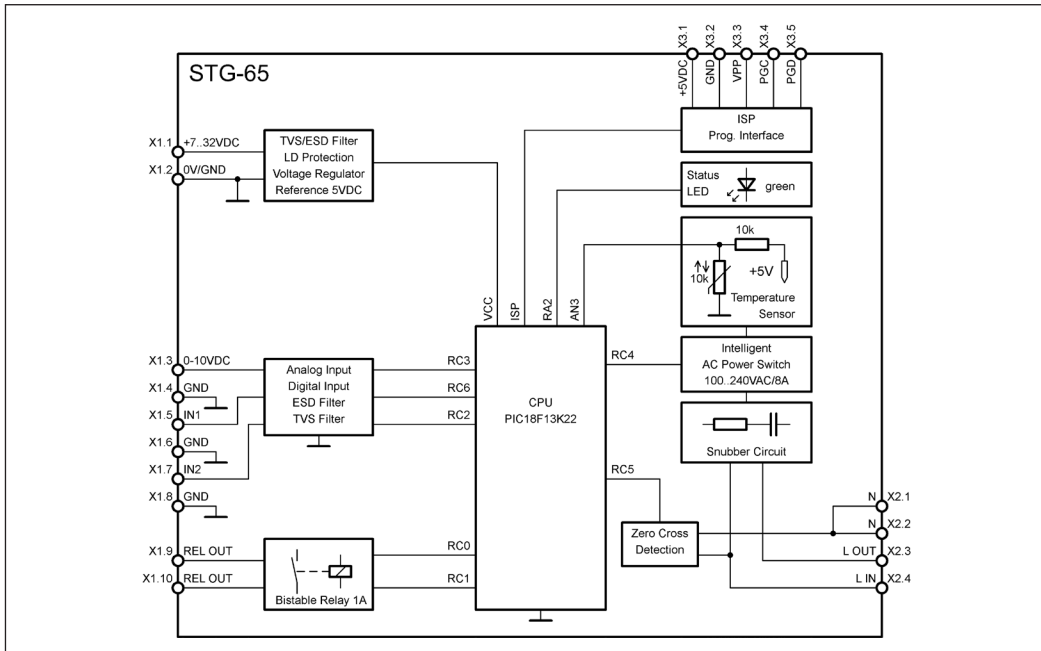 STG-65
X3.1
X3.2
X3.3
X3.4
X3.5
+5VDC
GND
VPP
PGC
PGD
ISP
Prog. Interface
X1.1
+7..32VDC
X1.2
0V/GND
TVS/ESD Filter
LD Protection
Voltage Regulator
Reference 5VDC
Status
LED
green
10k
10k
+5V
Temperature
Sensor
VCC
ISP
RA2
AN3
X1.3
0-10VDC
X1.4
GND
X1.5
IN1
X1.6
GND
X1.7
IN2
X1.8
GND
Analog Input
Digital Input
ESD Filter
TVS Filter
RC3
RC6
RC2
CPU
PIC18F13K22
RC4
Intelligent
AC Power Switch
100..240VAC/8A
Snubber Circuit
RC5
Zero Cross
Detection
N
X2.1
N
X2.2
L OUT
X2.3
L IN
X2.4
X1.9
REL OUT
X1.10
REL OUT
Bistable Relay 1A
RC0
RC1